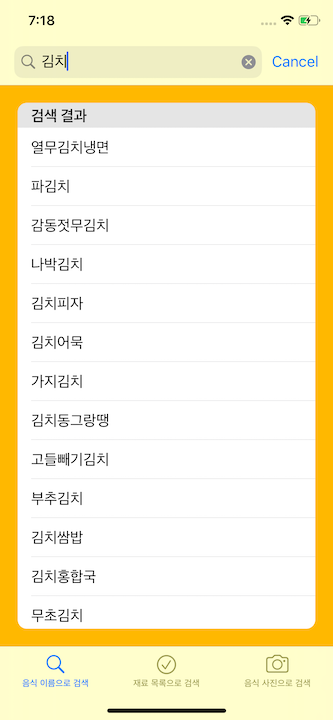 7:18
김치
Cancel
검색 결과
열무김치냉면
파김치
감동젓무김치
나박김치
김치피자
김치어묵
가지김치
김치동그랑땡
고들빼기김치
부추김치
김치쌈밥
김치홍합국
무초김치
음식 이름으로 검색
재료 목록으로 검색
음식 사진으로 검색